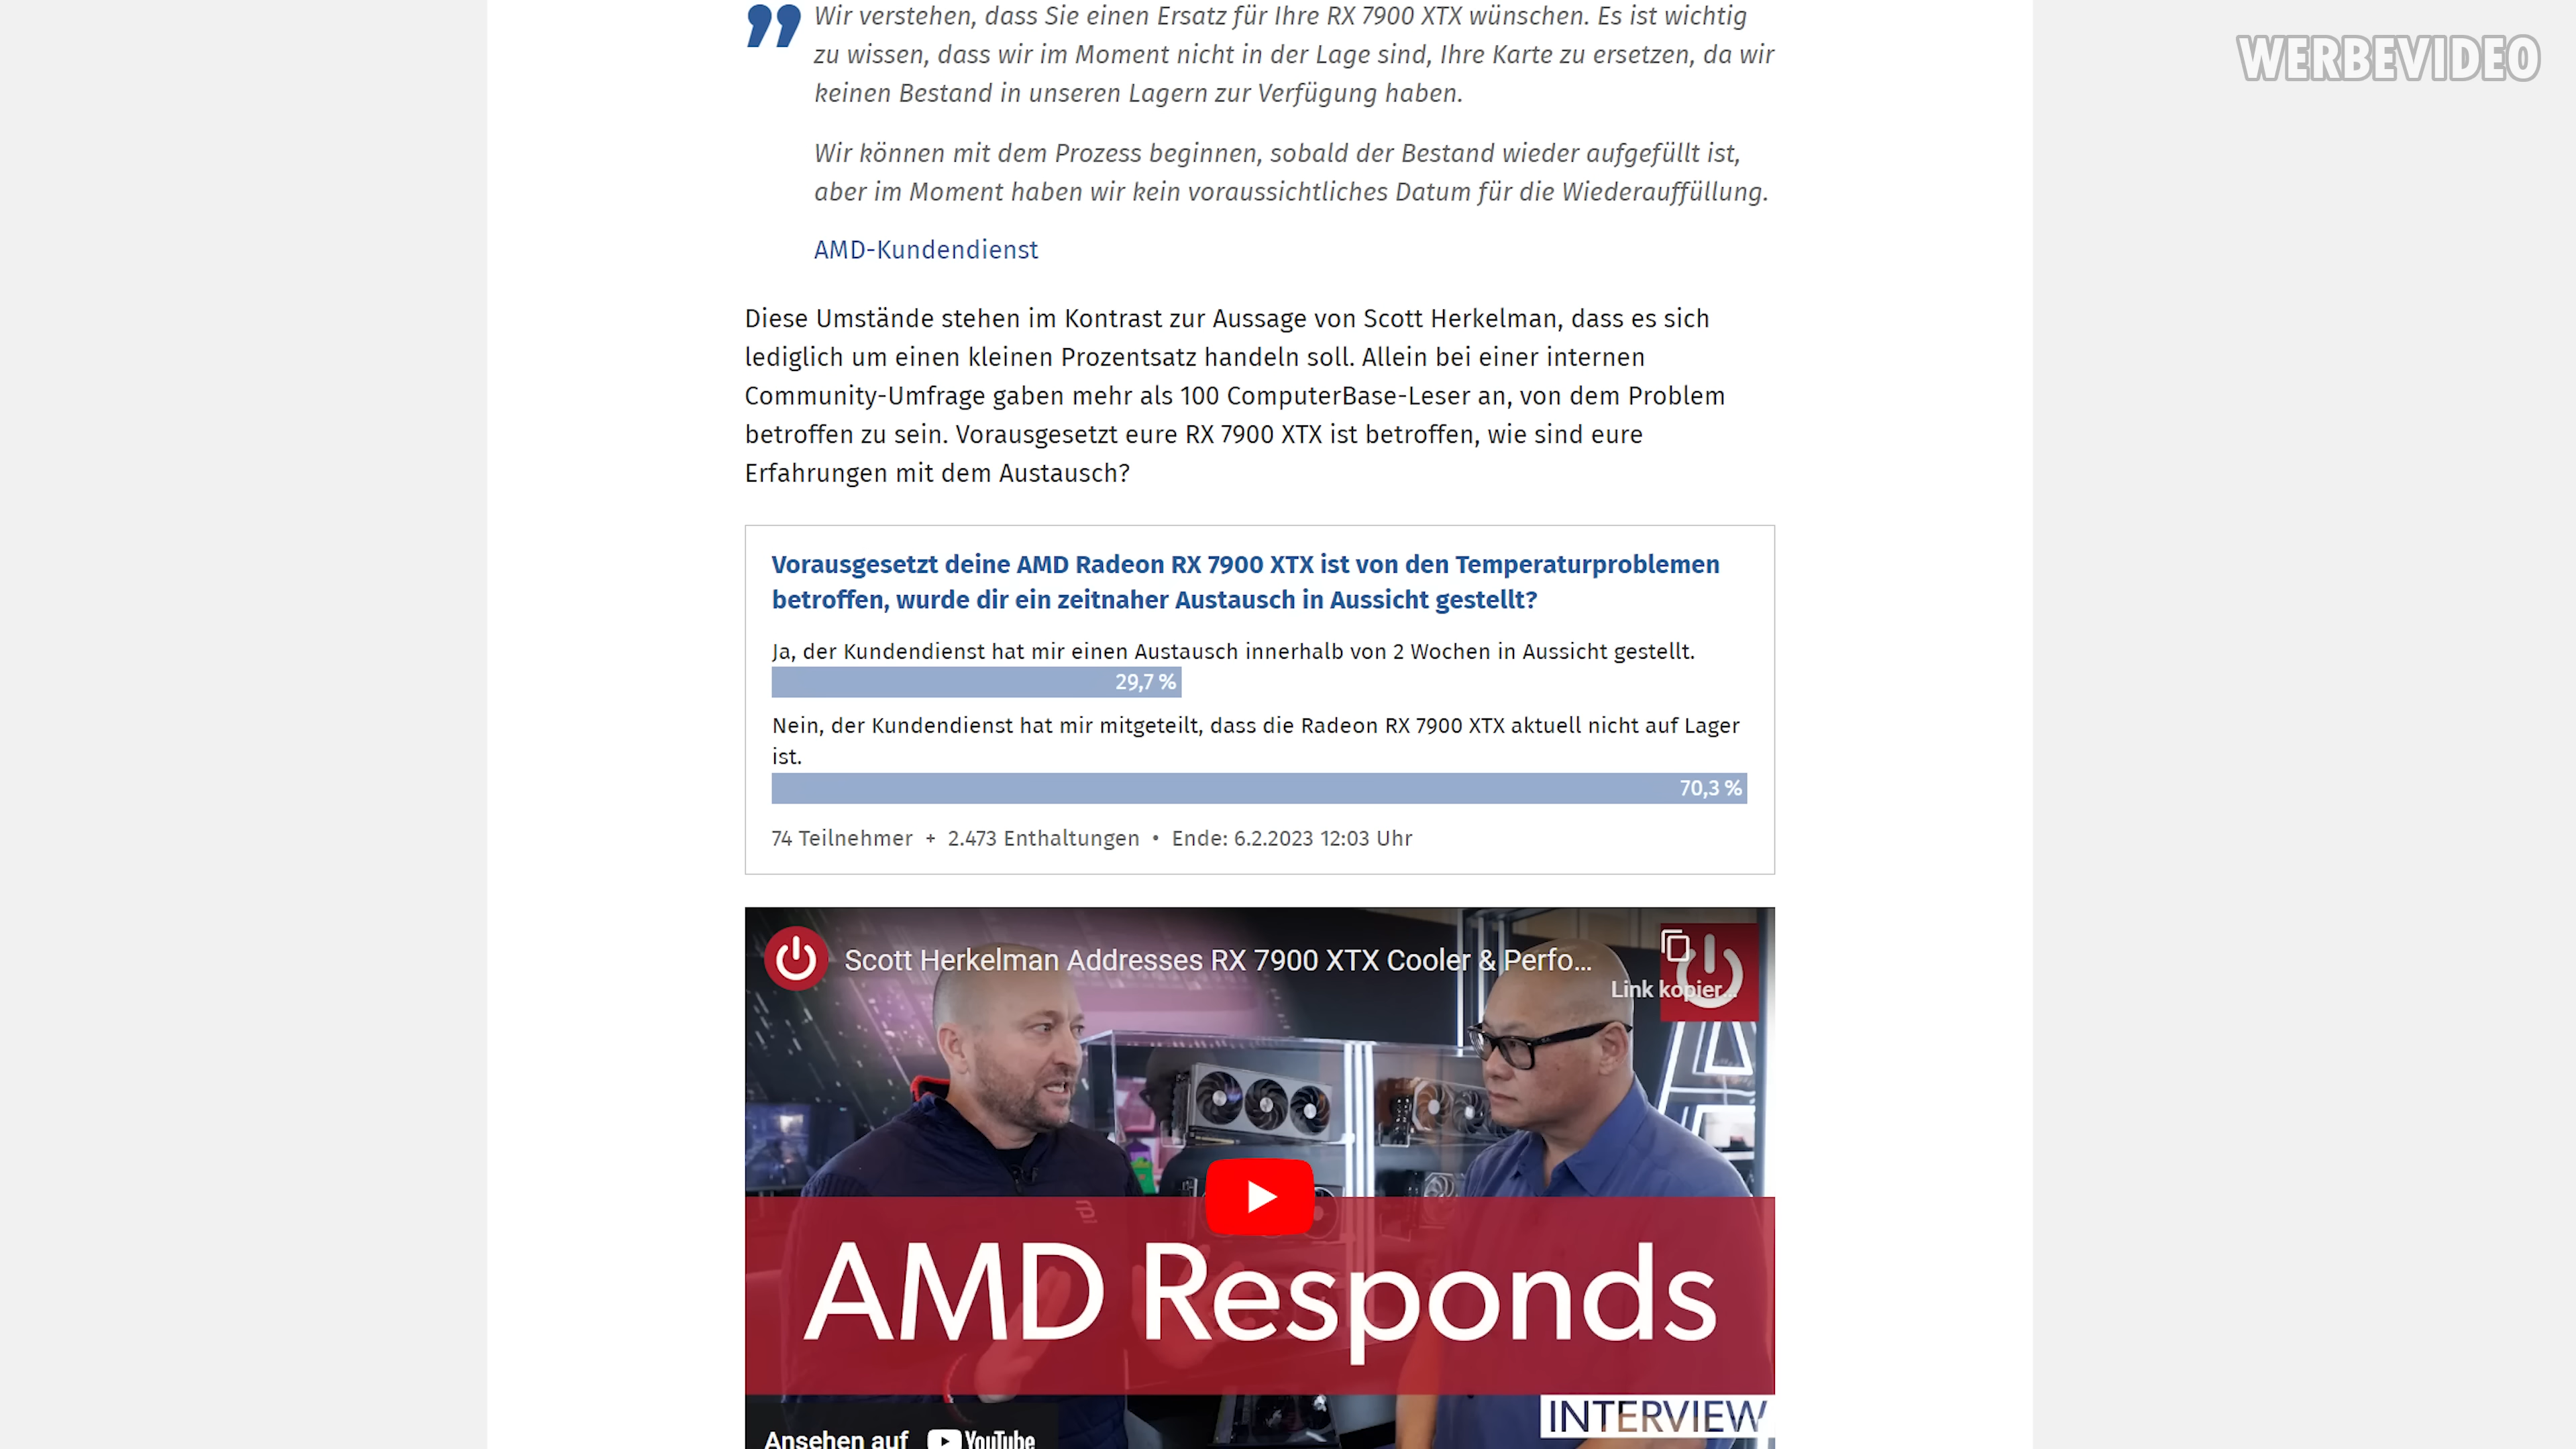 WERBEVIDEO
Wir verstehen, dass Sie einen Ersatz für Ihre RX 7900 XTX wünschen. Es ist wichtig
zu wissen, dass wir im Moment nicht in der Lage sind, Ihre Karte zu ersetzen, da wir
keinen Bestand in unseren Lagern zur Verfügung haben.
Wir können mit dem Prozess beginnen, sobald der Bestand wieder aufgefüllt ist,
aber im Moment haben wir kein voraussichtliches Datum für die Wiederauffüllung.
AMD-Kundendienst
Diese Umstände stehen im Kontrast zur Aussage von Scott Herkelman, dass es sich
lediglich um einen kleinen Prozentsatz handeln soll. Allein bei einer internen
Community-Umfrage gaben mehr als 100 ComputerBase-Leser an, von dem Problem
betroffen zu sein. Vorausgesetzt eure RX 7900 XTX ist betroffen, wie sind eure
Erfahrungen mit dem Austausch?
Vorausgesetzt deine AMD Radeon RX 7900 XTX ist von den Temperaturproblemen
betroffen, wurde dir ein zeitnaher Austausch in Aussicht gestellt?
Ja, der Kundendienst hat mir einen Austausch innerhalb von 2 Wochen in Aussicht gestellt.
29,7 %
Nein, der Kundendienst hat mir mitgeteilt, dass die Radeon RX 7900 XTX aktuell nicht auf Lager
ist.
70,3 %
74 Teilnehmer + 2.473 Enthaltungen • Ende: 6.2.2023 12:03 Uhr
Scott Herkelman Addresses RX 7900 XTX Cooler & Perfo...
Link kopier...
AMD Responds
INTERVIEW
Ansehen auf YouTube